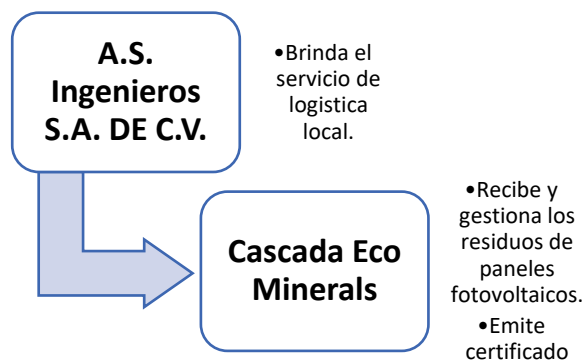 A.S.
Ingenieros
S.A. DE C.V.
•Brinda el
servicio de
logistica
local.
Cascada Eco
Minerals
•Recibe y
gestiona los
residuos de
paneles
fotovoltaicos.
•Emite
certificado